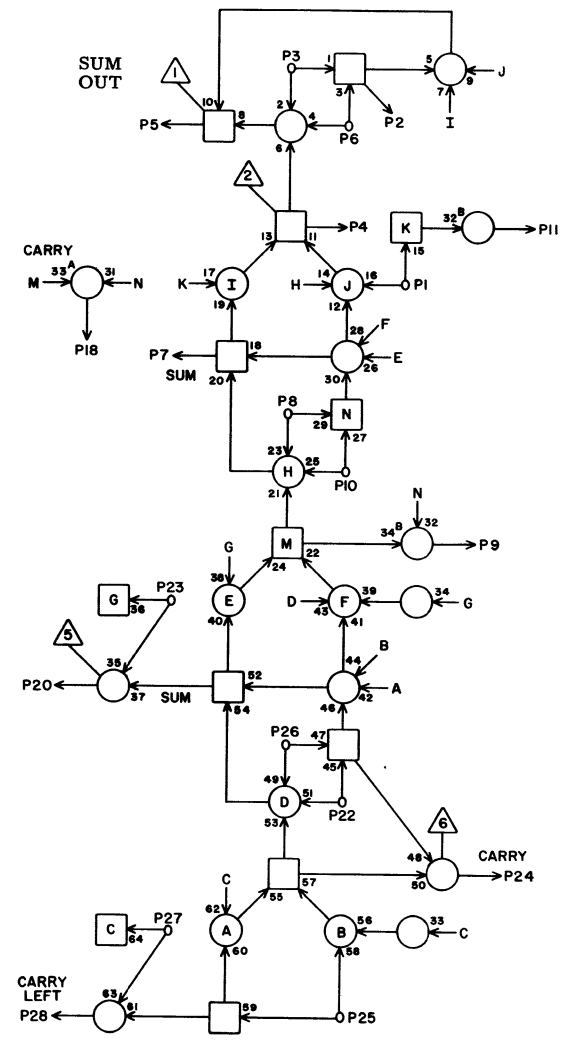 SUM
OUT
1
P3
1
3
5
9
7
J
I
P2
10
8
P5
2
4
6
P6
2
13
11
P4
K
15
32
B
P11
CARRY
M
33
A
31
N
P18
K
17
I
19
H
14
J
16
12
P1
P7
18
20
SUM
28
26
30
F
E
P8
29
N
27
23
H
25
21
P10
M
24
22
N
34
B
32
P9
G
38
E
40
D
43
F
39
41
34
G
G
36
P23
5
35
37
P20
SUM
52
54
44
42
46
B
A
P26
47
45
49
D
51
53
P22
6
48
50
CARRY
P24
55
57
C
62
A
60
B
56
58
33
C
C
64
P27
CARRY
LEFT
P28
63
61
59
P25